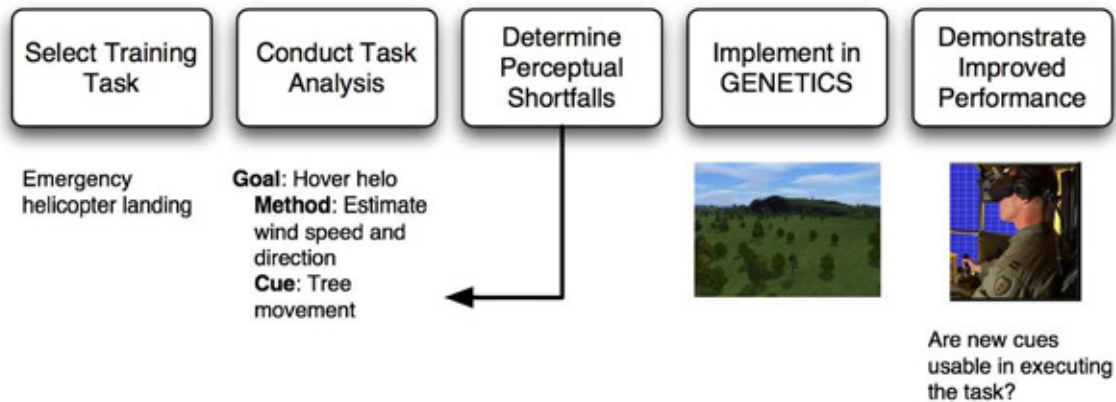 Select Training
Task
Conduct Task
Analysis
Determine
Perceptual
Shortfalls
Implement in
GENETICS
Demonstrate
Improved
Performance
Emergency
helicopter landing
Goal: Hover helo
Method: Estimate
wind speed and
direction
Cue: Tree
movement
Are new cues
usable in executing
the task?